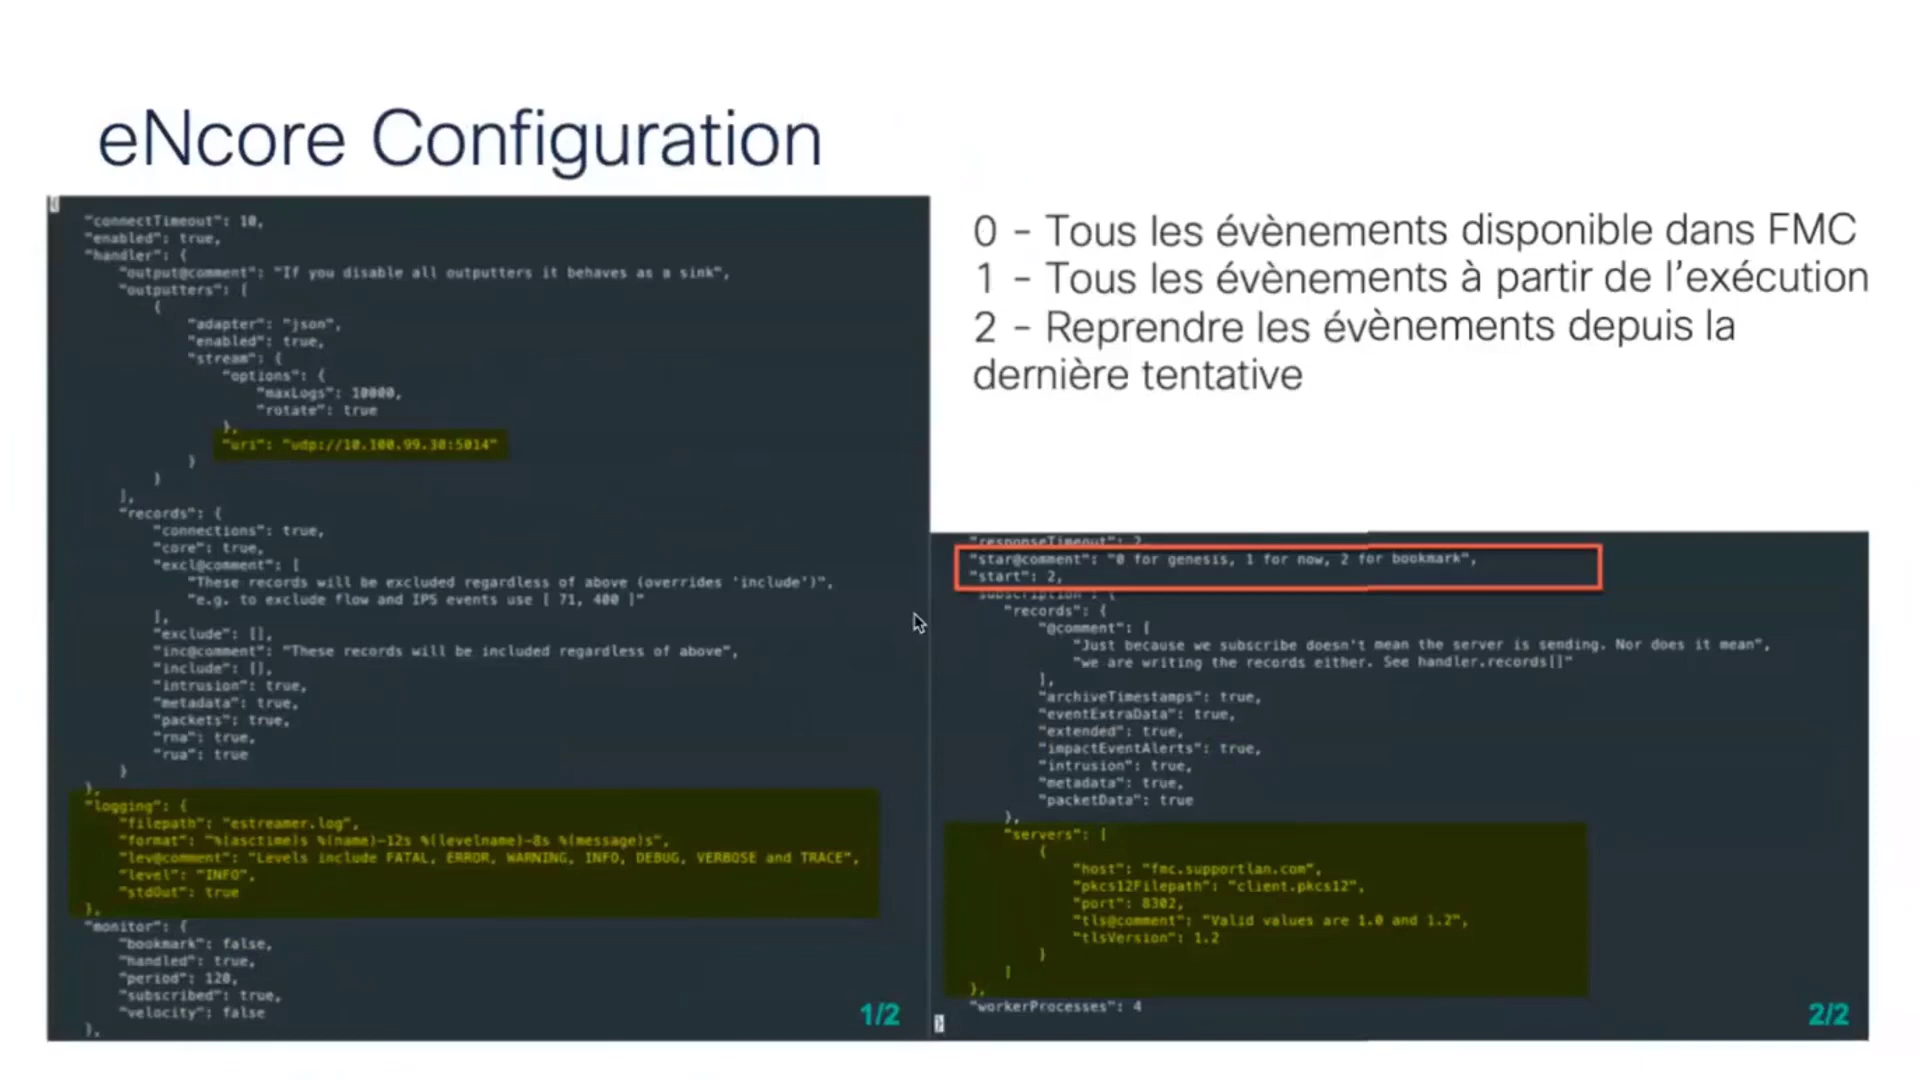 eNcore Configuration
{
"connectTimeout": 10,
"enabled": true,
"handler": {
"output@comment": "If you disable all outputters it behaves as a sink",
"outputters": [
{
"adapter": "json",
"enabled": true,
"stream": {
"options": {
"maxLogs": 10000,
"rotate": true
},
"uri": "udp://10.100.99.30:5014"
}
}
],
"records": {
"connections": true,
"core": true,
"excl@comment": [
"These records will be excluded regardless of above (overrides 'include')",
"e.g. to exclude flow and IPS events use [ 71, 400 ]"
],
"exclude": [],
"inc@comment": "These records will be included regardless of above",
"include": [],
"intrusion": true,
"metadata": true,
"packets": true,
"rna": true,
"rua": true
}
},
"logging": {
"filepath": "estreamer.log",
"format": "%(asctime)s %(name)-12s %(levelname)-8s %(message)s",
"lev@comment": "Levels include FATAL, ERROR, WARNING, INFO, DEBUG, VERBOSE and TRACE",
"level": "INFO",
"stdOut": true
},
"monitor": {
"bookmark": false,
"handled": true,
"period": 120,
"subscribed": true,
"velocity": false
},
1/2
0 - Tous les évènements disponible dans FMC
1 - Tous les évènements à partir de l'exécution
2 - Reprendre les évènements depuis la
dernière tentative
"responseTimeout": 2,
"star@comment": "0 for genesis, 1 for now, 2 for bookmark",
"start": 2,
"subscription": {
"records": {
"@comment": [
"Just because we subscribe doesn't mean the server is sending. Nor does it mean",
"we are writing the records either. See handler.records[]"
],
"archiveTimestamps": true,
"eventExtraData": true,
"extended": true,
"impactEventAlerts": true,
"intrusion": true,
"metadata": true,
"packetData": true
},
"servers": [
{
"host": "fmc.supportlan.com",
"pkcs12Filepath": "client.pkcs12",
"port": 8302,
"tls@comment": "Valid values are 1.0 and 1.2",
"tlsVersion": 1.2
}
]
},
"workerProcesses": 4
}
2/2